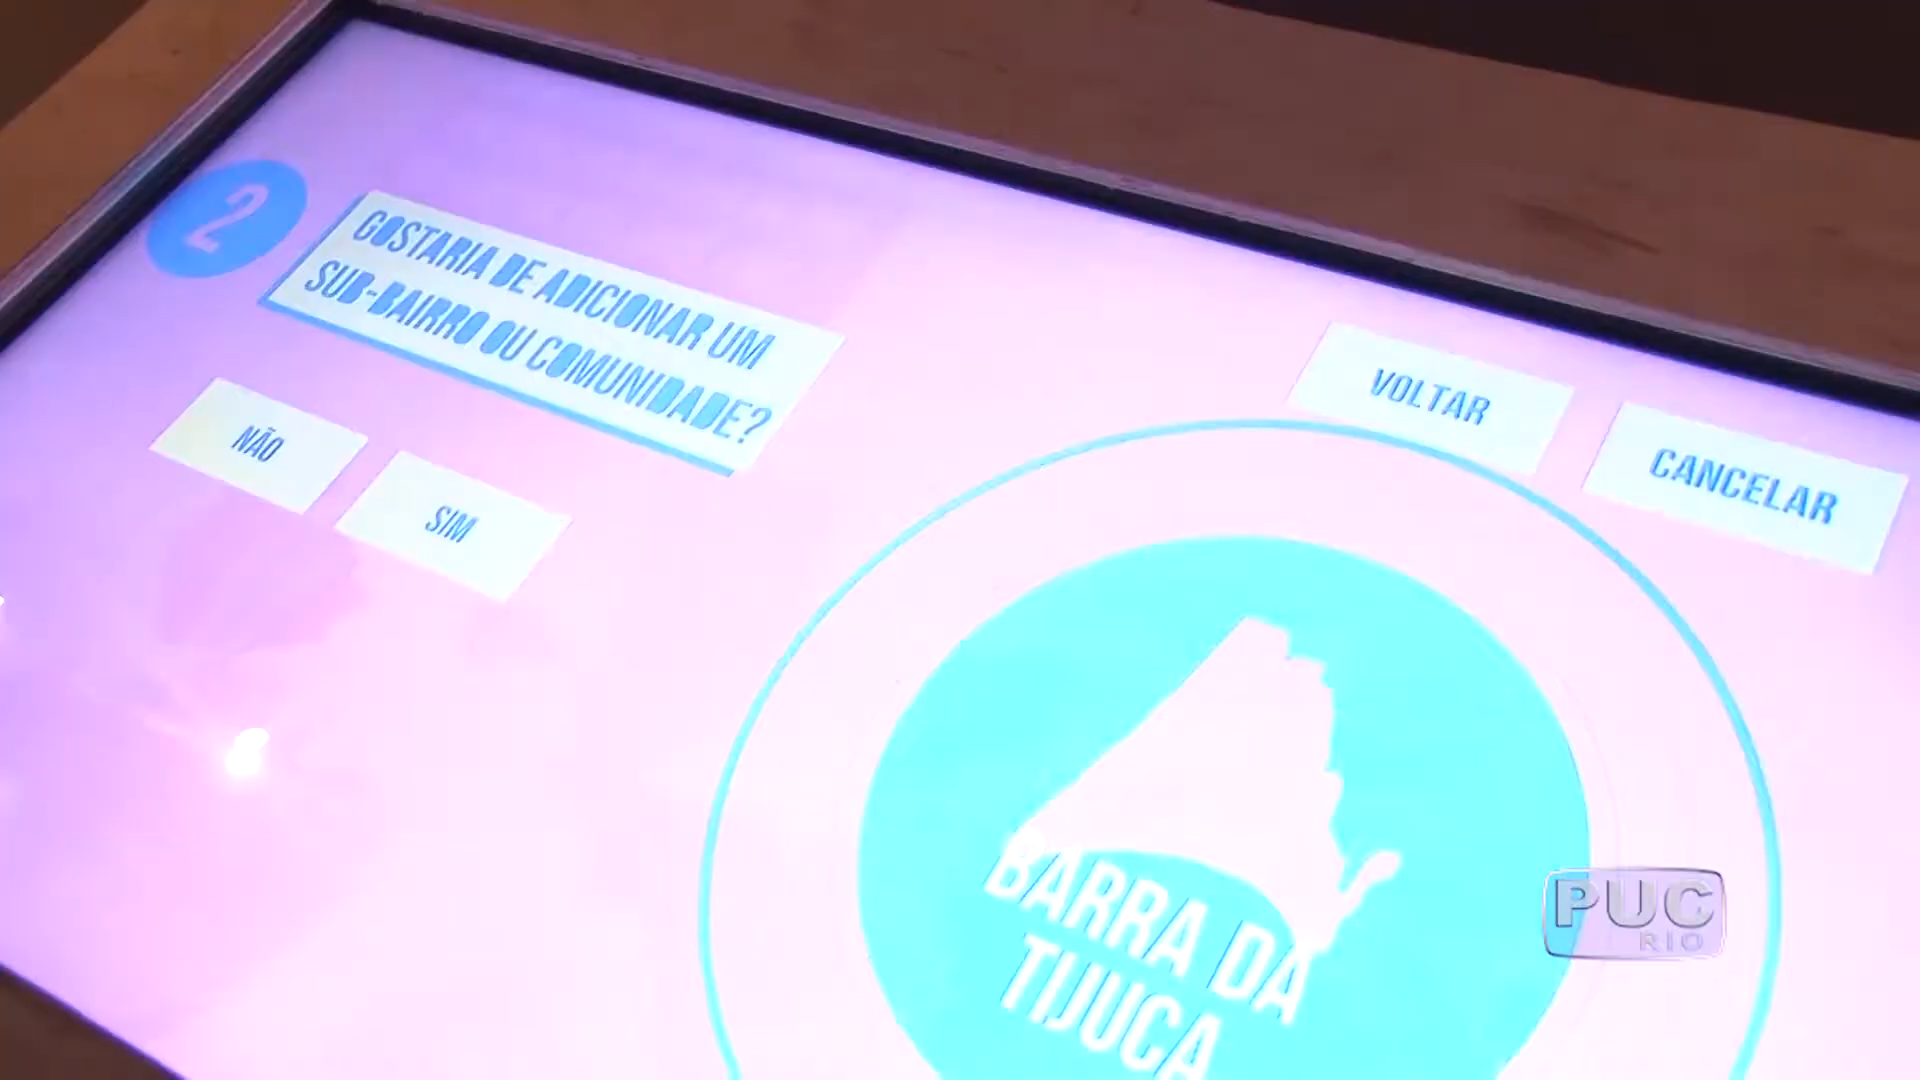 2
GOSTARIA DE ADICIONAR UM
SUB-BAIRRO OU COMUNIDADE?
NÃO
SIM
VOLTAR
CANCELAR
BARRA DA
TIJUCA
PUC
RIO